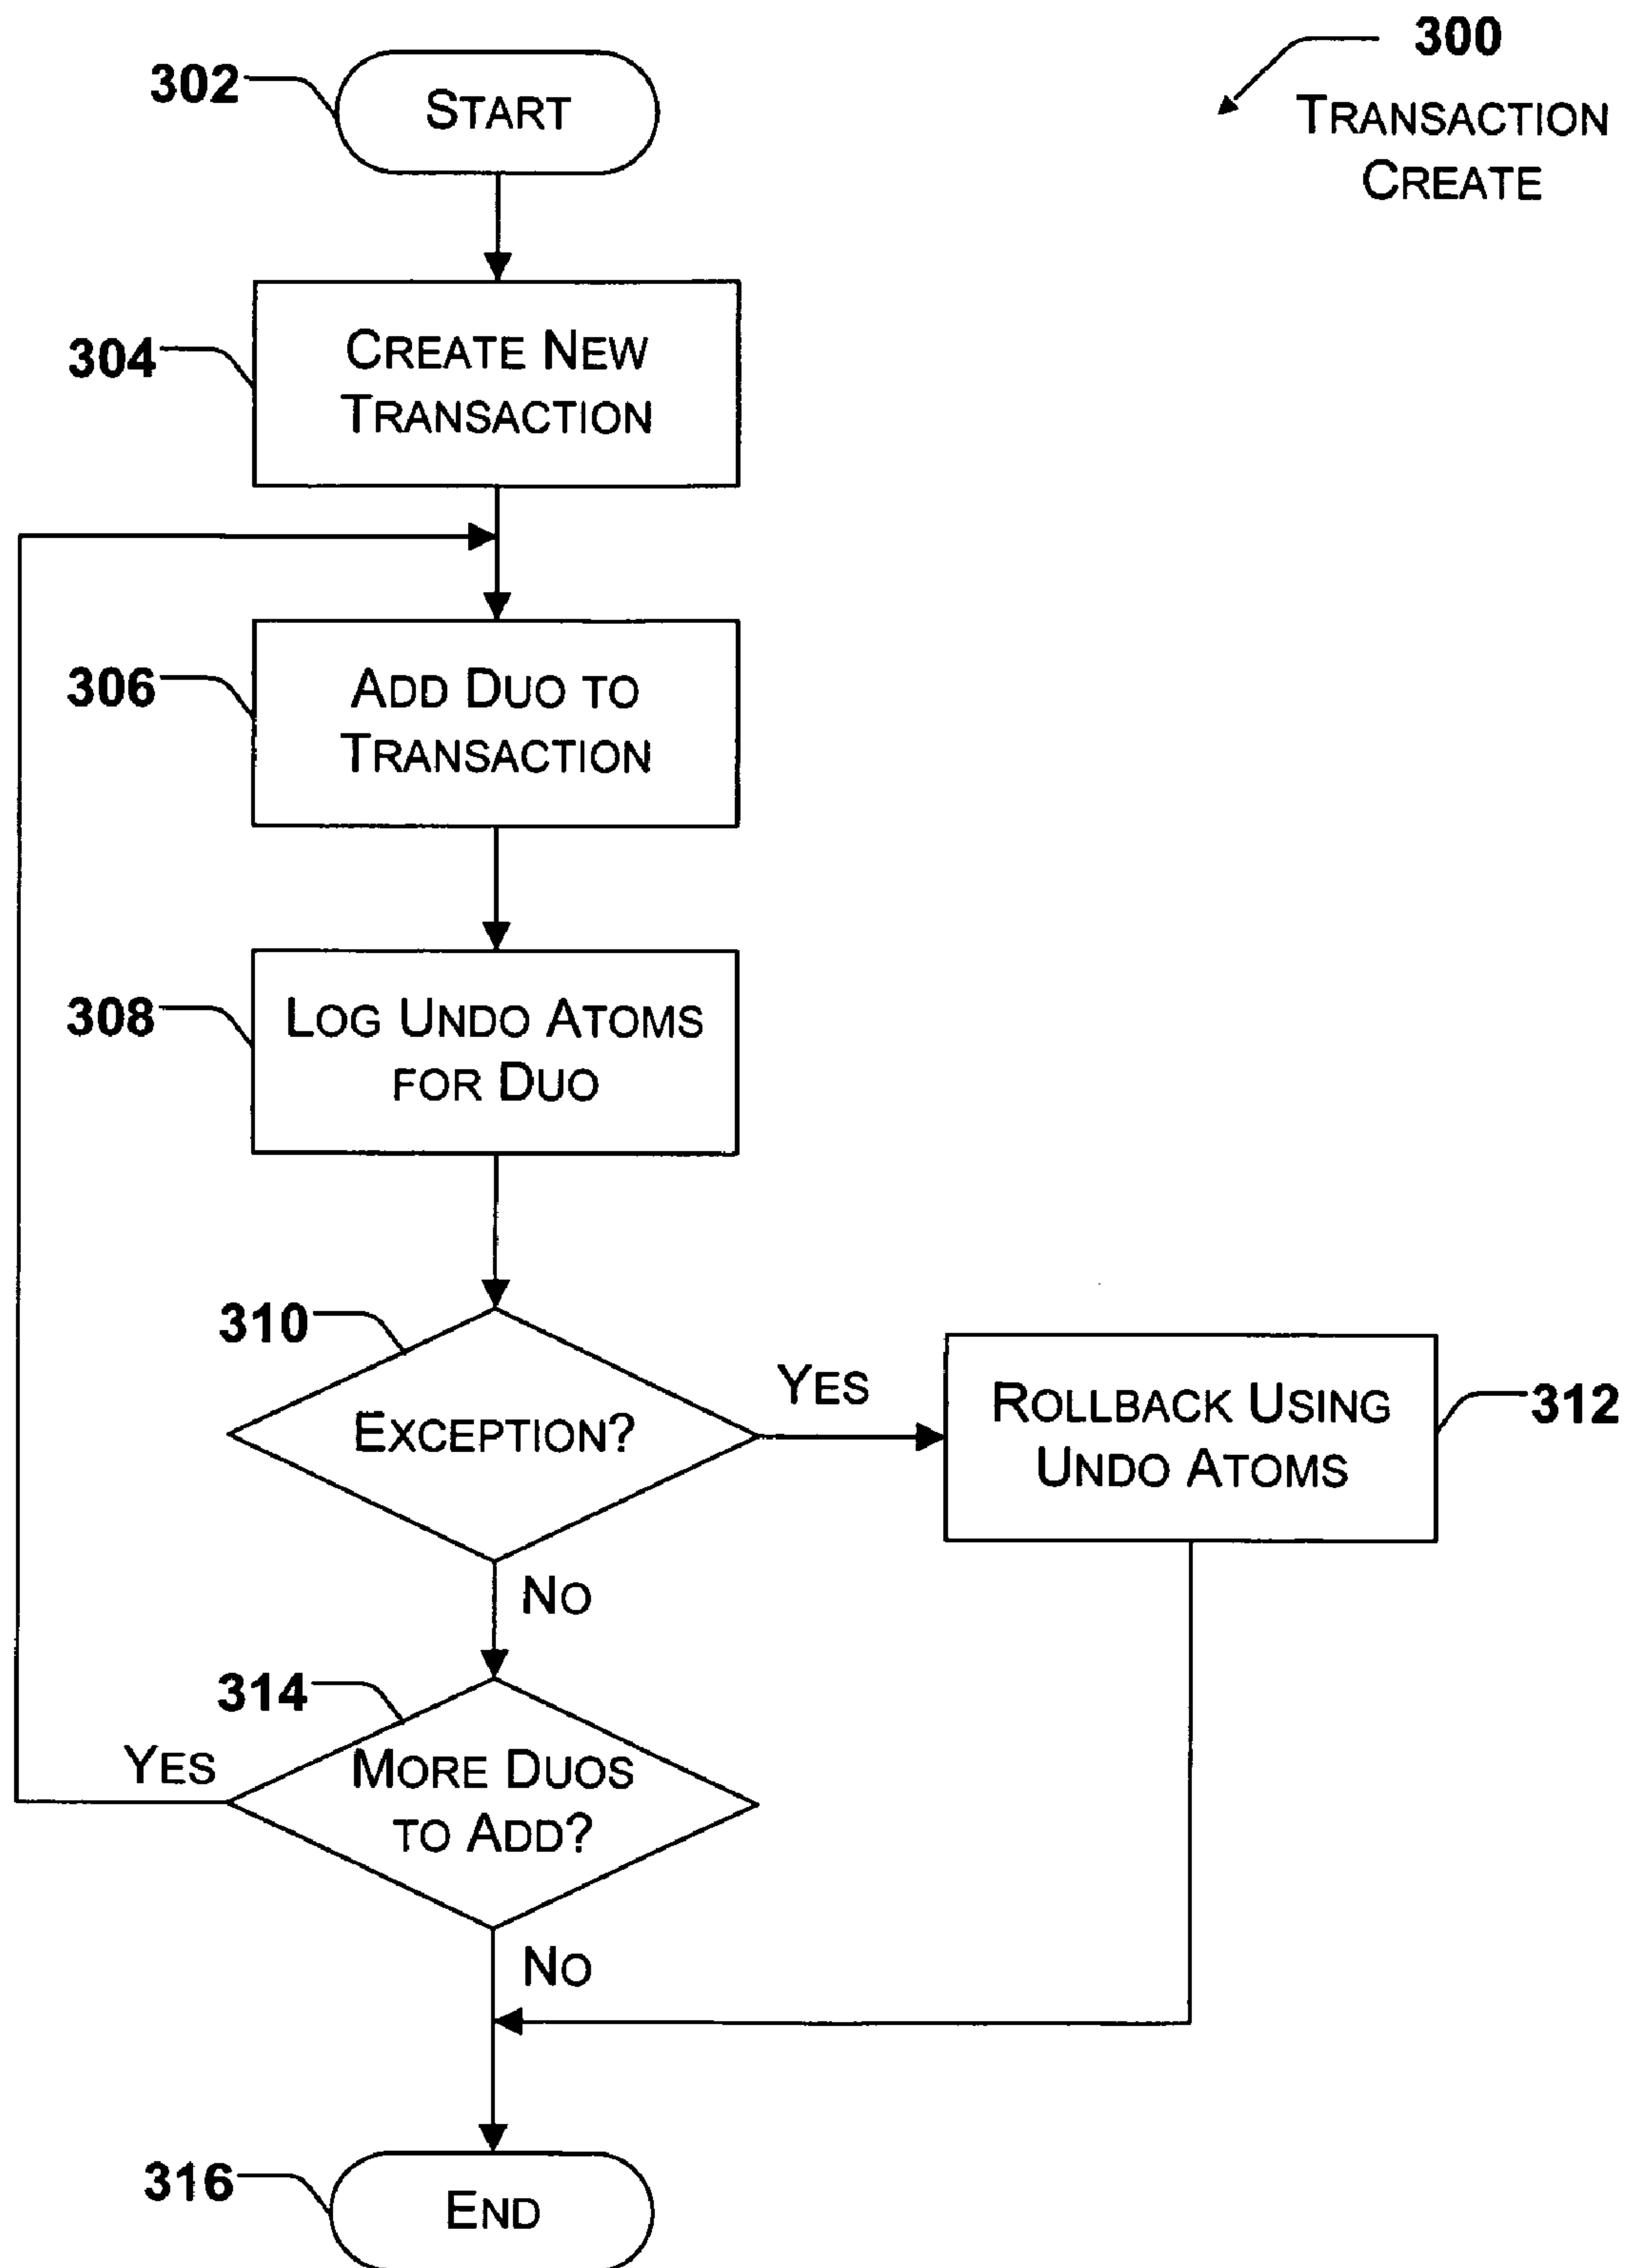 300
TRANSACTION
CREATE
302
START
304
CREATE NEW
TRANSACTION
306
ADD DUO TO
TRANSACTION
308
LOG UNDO ATOMS
FOR DUO
310
EXCEPTION?
YES
ROLLBACK USING
UNDO ATOMS
312
NO
314
YES
MORE DUOS
TO ADD?
NO
316
END